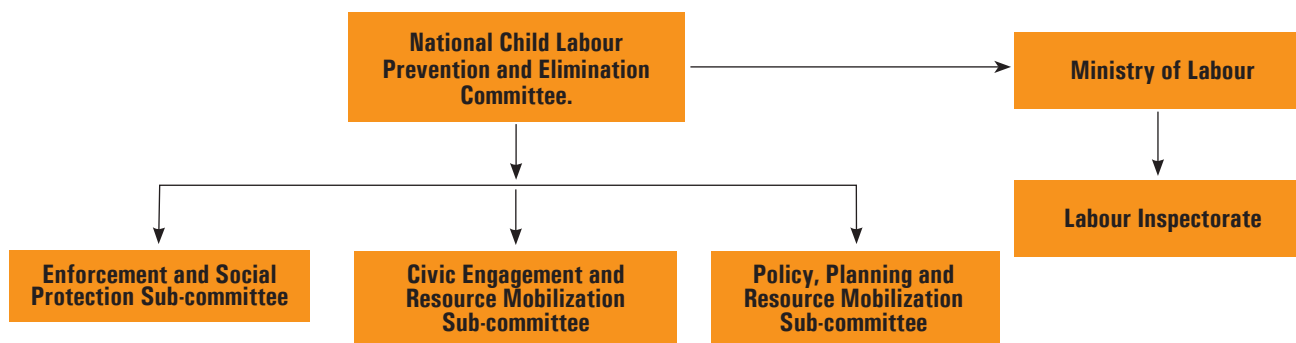 National Child Labour
Prevention and Elimination
Committee.
Ministry of Labour
Labour Inspectorate
Enforcement and Social
Protection Sub-committee
Civic Engagement and
Resource Mobilization
Sub-committee
Policy, Planning and
Resource Mobilization
Sub-committee